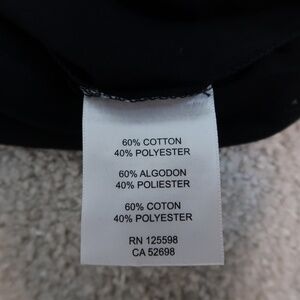 60% COTTON
40% POLYESTER
60% ALGODON
40% POLIESTER
60% COTON
40% POLYESTER
RN 125598
CA 52698